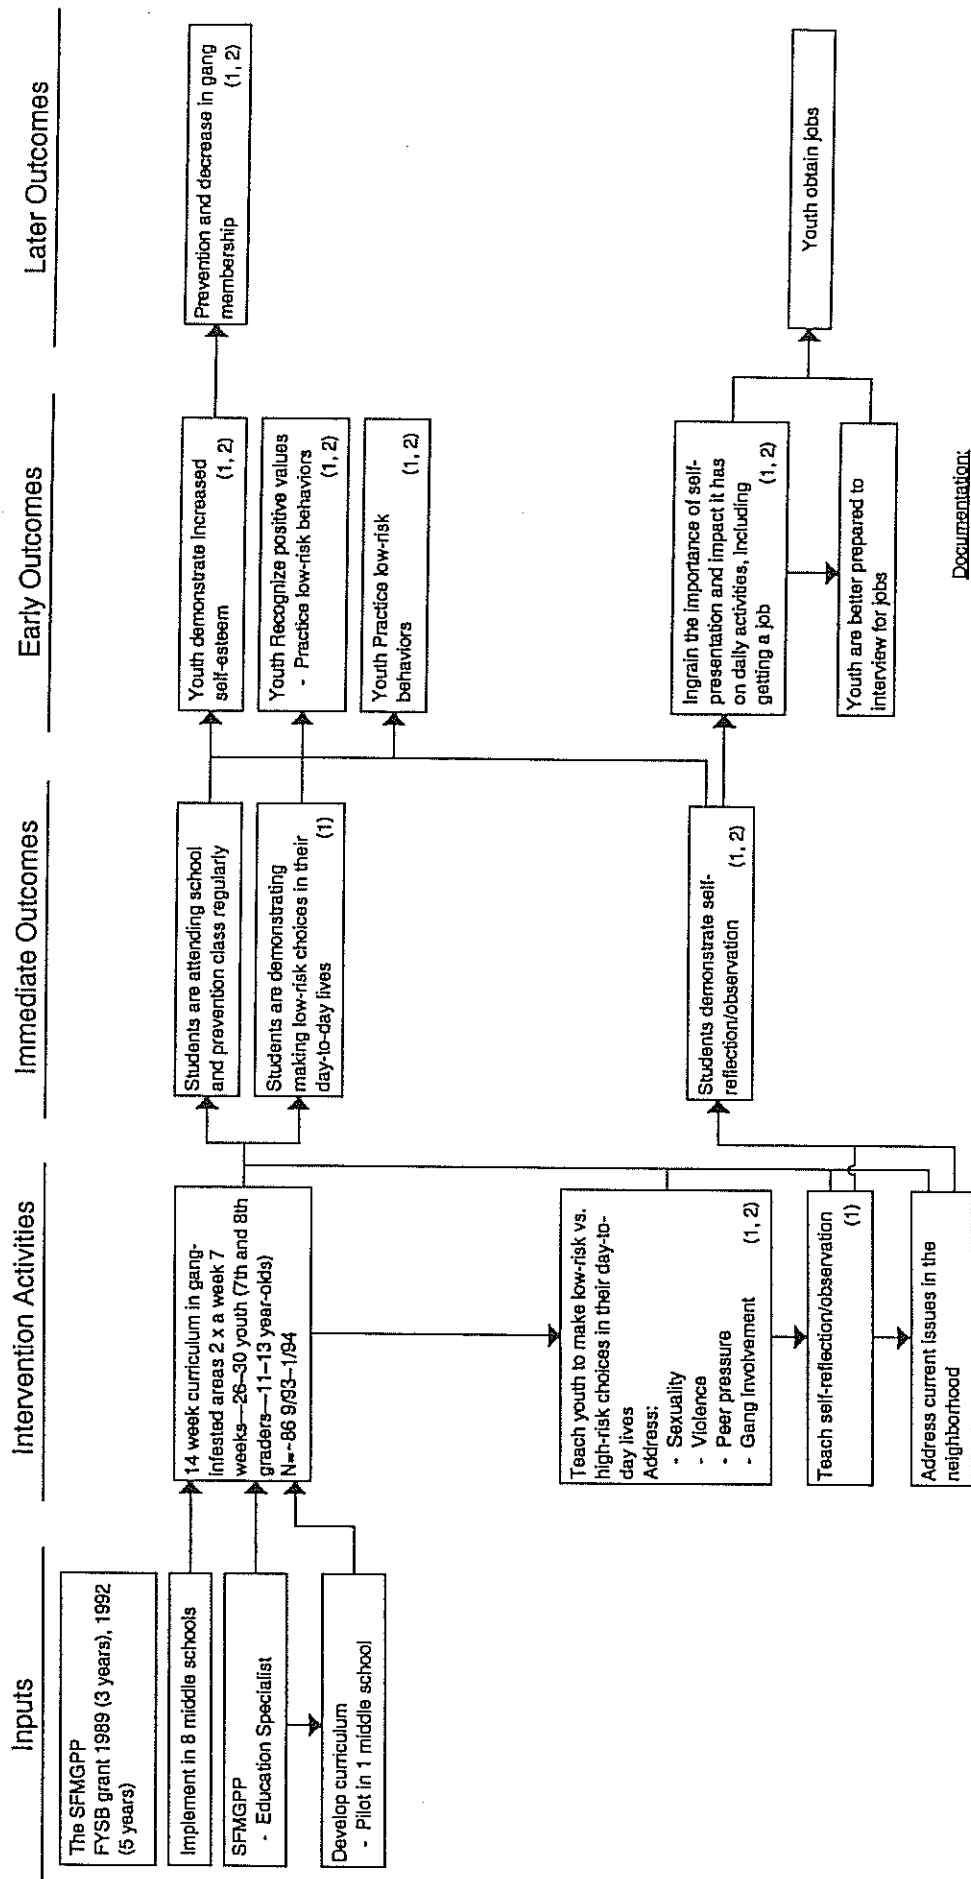 Inputs
The SFMGPP
FYSB grant 1989 (3 years), 1992
(5 years)
Implement in 8 middle schools
SFMGPP
- Education Specialist
Develop curriculum
- Pilot in 1 middle school
Intervention Activities
14 week curriculum in gang-
infested areas 2 x a week 7
weeks—26–30 youth (7th and 8th
graders—11–13 year-olds)
N=~86 9/93–1/94
Teach youth to make low-risk vs.
high-risk choices in their day-to-
day lives
Address:
- Sexuality
- Violence
- Peer pressure
- Gang Involvement (1, 2)
Teach self-reflection/observation
(1)
Address current issues in the
neighborhood
Immediate Outcomes
Students are attending school
and prevention class regularly
Students are demonstrating
making low-risk choices in their
day-to-day lives (1)
Students demonstrate self-
reflection/observation
(1, 2)
Early Outcomes
Youth demonstrate increased
self-esteem (1, 2)
Youth Recognize positive values
- Practice low-risk behaviors
(1, 2)
Youth Practice low-risk
behaviors (1, 2)
Ingrain the importance of self-
presentation and impact it has
on daily activities, including
getting a job (1, 2)
Youth are better prepared to
interview for jobs
Later Outcomes
Prevention and decrease in gang
membership (1, 2)
Youth obtain jobs
Documentation: